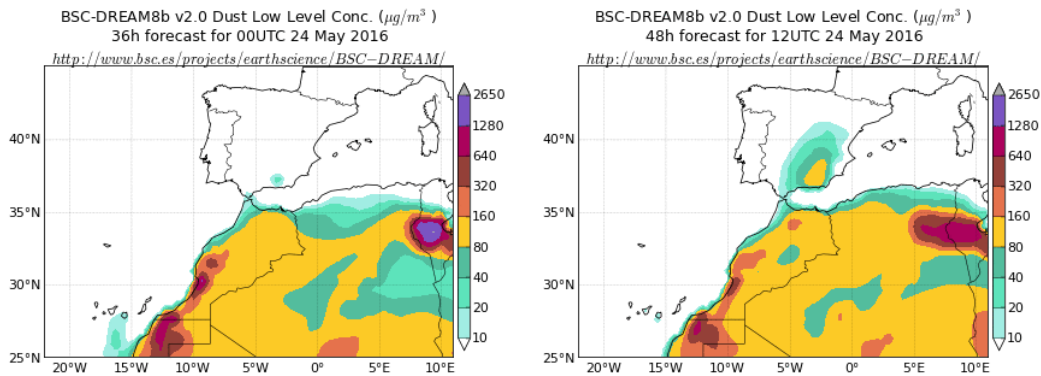 BSC-DREAM8b v2.0 Dust Low Level Conc. (μg/m³ )
36h forecast for 00UTC 24 May 2016
http://www.bsc.es/projects/earthscience/BSC−DREAM/
40°N
35°N
30°N
25°N
20°W
15°W
10°W
5°W
0°
5°E
10°E
2650
1280
640
320
160
80
40
20
10
BSC-DREAM8b v2.0 Dust Low Level Conc. (μg/m³ )
48h forecast for 12UTC 24 May 2016
http://www.bsc.es/projects/earthscience/BSC−DREAM/
40°N
35°N
30°N
25°N
20°W
15°W
10°W
5°W
0°
5°E
10°E
2650
1280
640
320
160
80
40
20
10